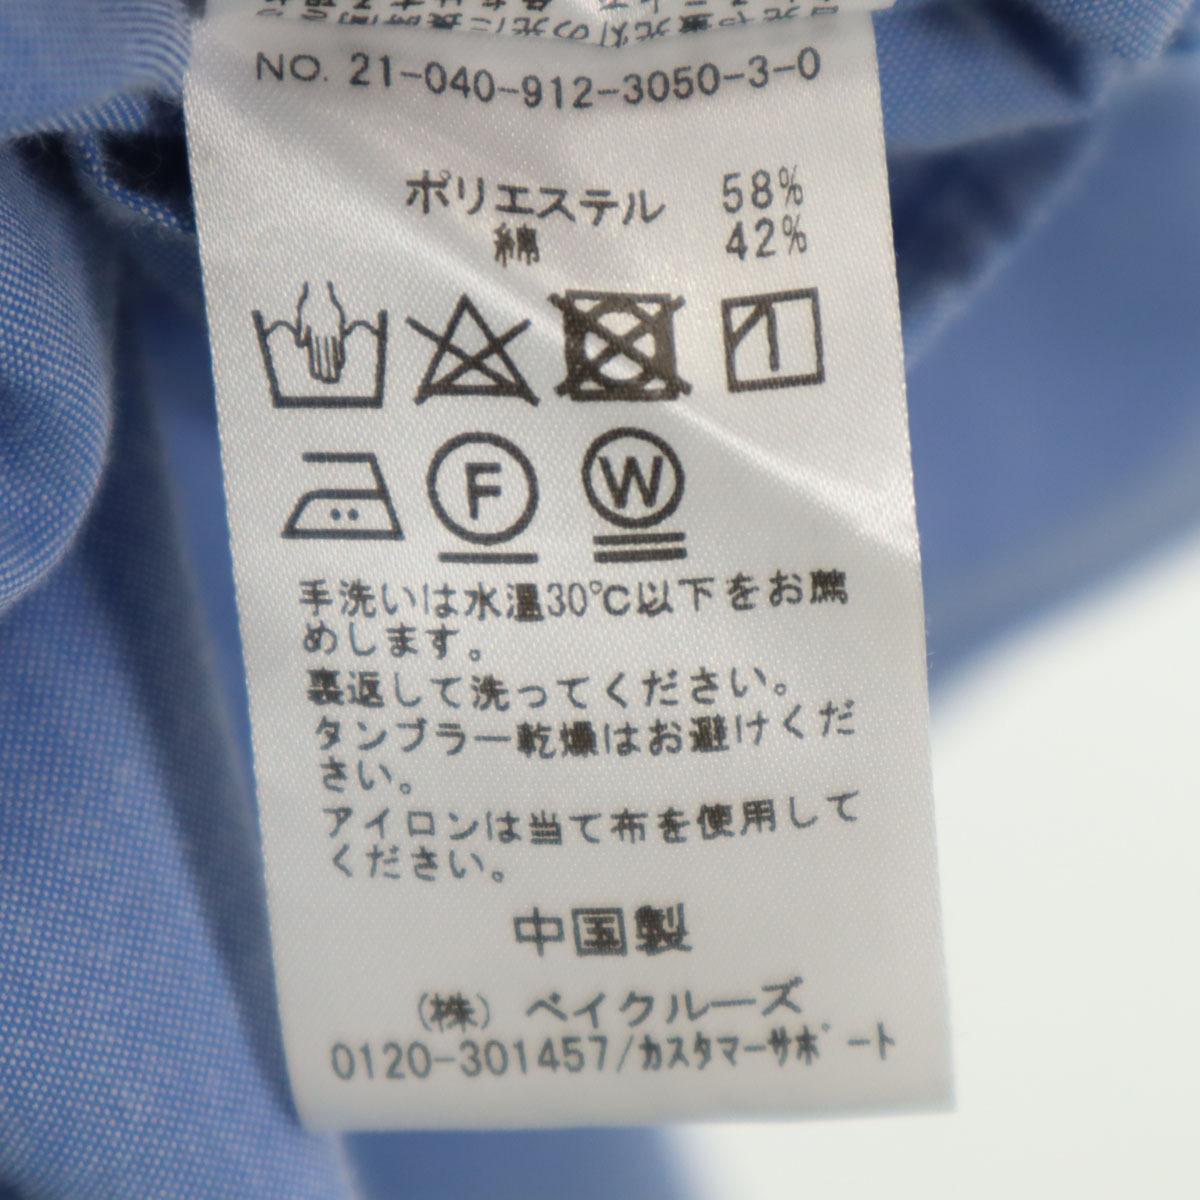 NO. 21-040-912-3050-3-0
ポリエステル 58%
綿 42%
F
W
手洗いは水温30℃以下をお薦
めします。
裏返して洗ってください。
タンブラー乾燥はお避けくだ
さい。
アイロンは当て布を使用して
ください。
中国製
(株) ベイクルーズ
0120-301457/カスタマーサポート